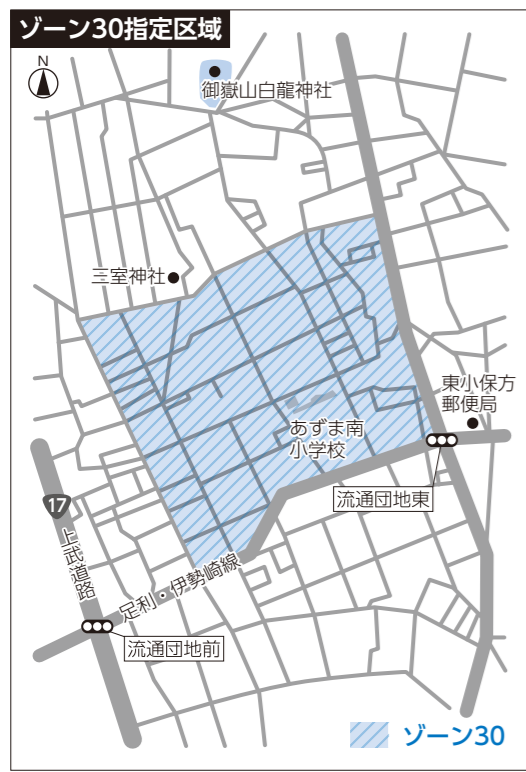 ゾーン30指定区域
N
御嶽山白龍神社
三室神社
東小保方
郵便局
あずま南
小学校
流通団地東
17
上武道路
足利・伊勢崎線
流通団地前
ゾーン30